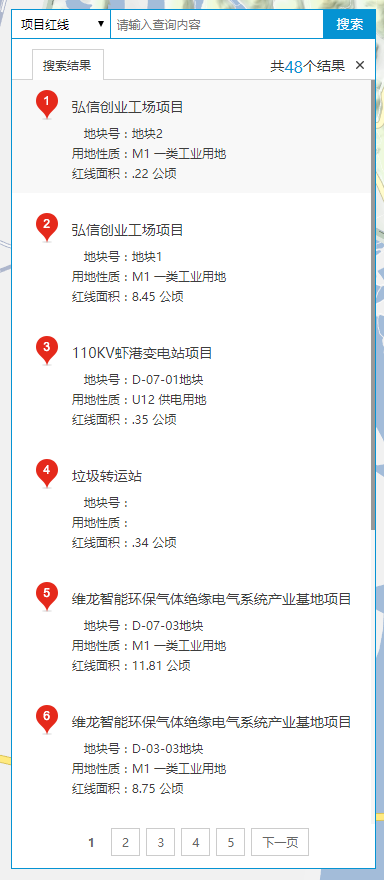 项目红线 ▼ 请输入查询内容 搜索
搜索结果 共48个结果 ×
1 弘信创业工场项目
地块号：地块2
用地性质：M1 一类工业用地
红线面积：.22 公顷
2 弘信创业工场项目
地块号：地块1
用地性质：M1 一类工业用地
红线面积：8.45 公顷
3 110KV虾港变电站项目
地块号：D-07-01地块
用地性质：U12 供电用地
红线面积：.35 公顷
4 垃圾转运站
地块号：
用地性质：
红线面积：.34 公顷
5 维龙智能环保气体绝缘电气系统产业基地项目
地块号：D-07-03地块
用地性质：M1 一类工业用地
红线面积：11.81 公顷
6 维龙智能环保气体绝缘电气系统产业基地项目
地块号：D-03-03地块
用地性质：M1 一类工业用地
红线面积：8.75 公顷
1 2 3 4 5 下一页